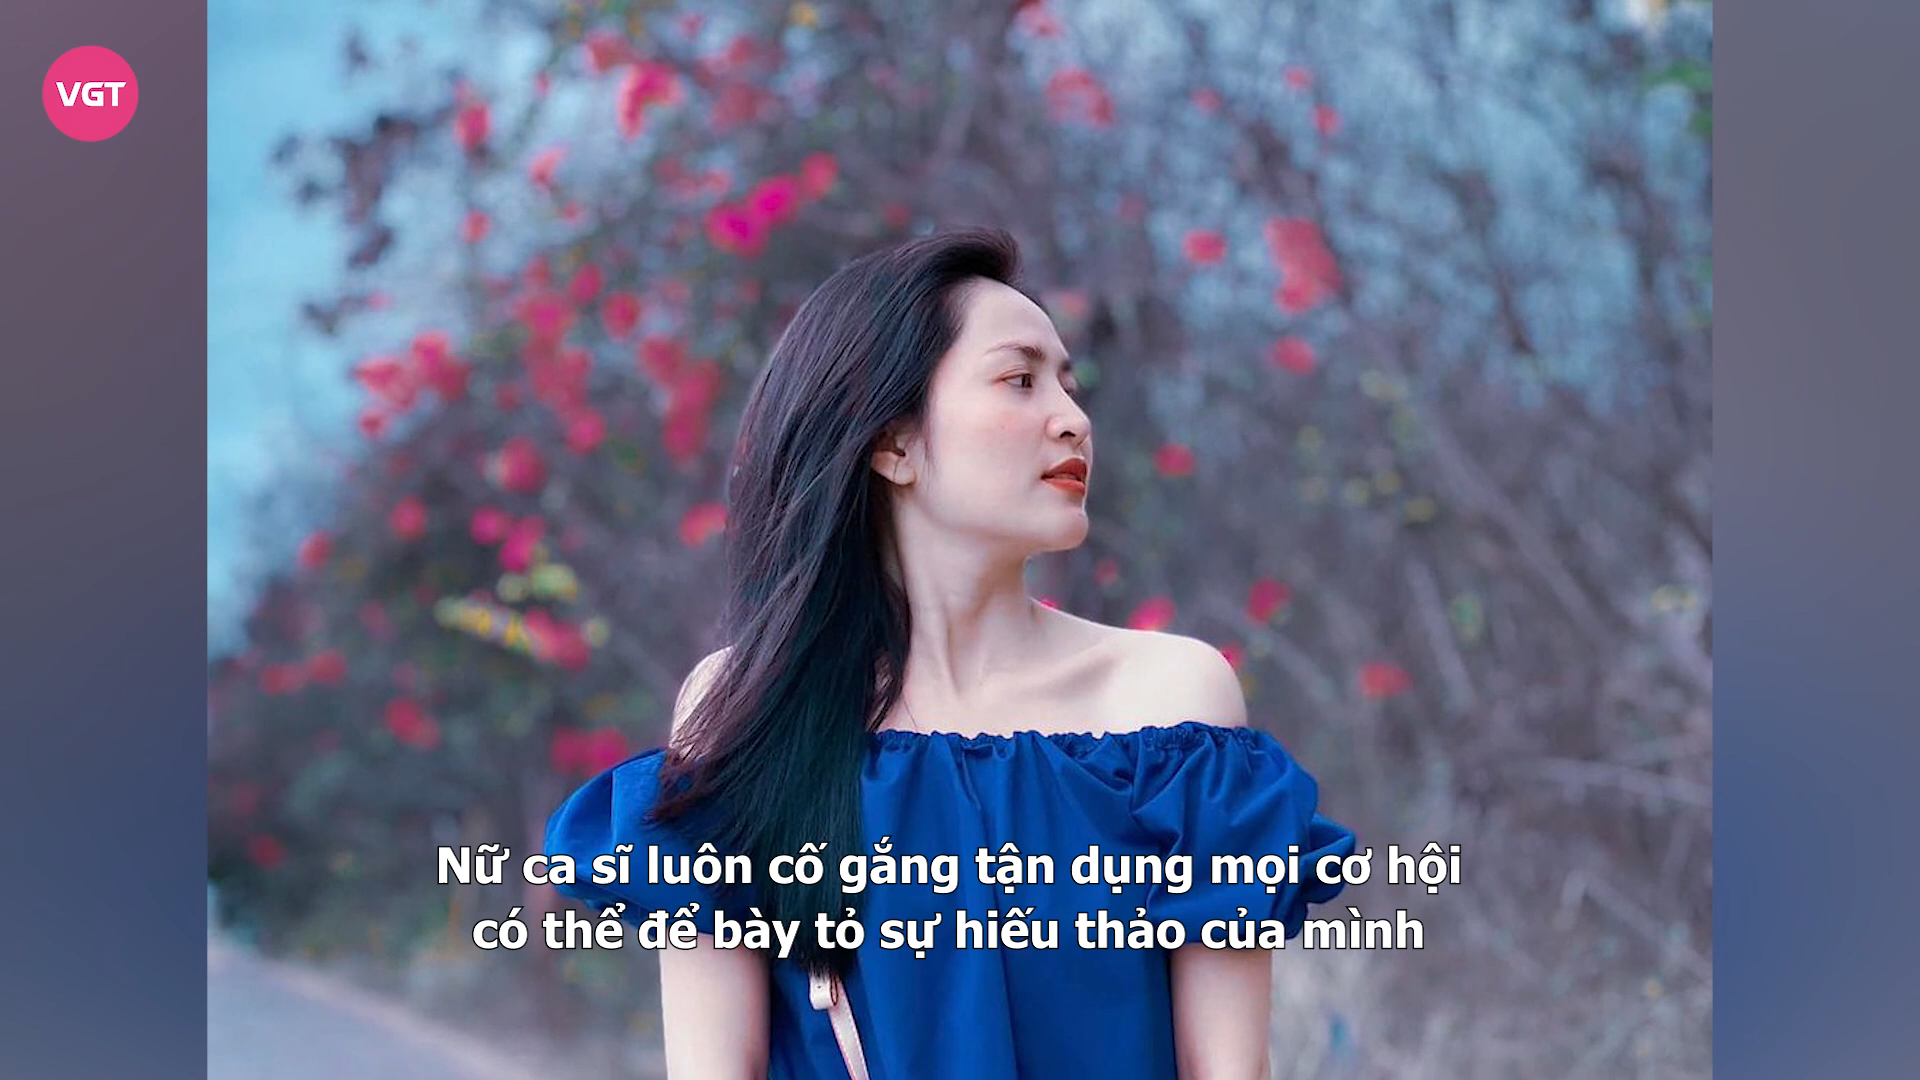 VGT
Nữ ca sĩ luôn cố gắng tận dụng mọi cơ hội
có thể để bày tỏ sự hiếu thảo của mình